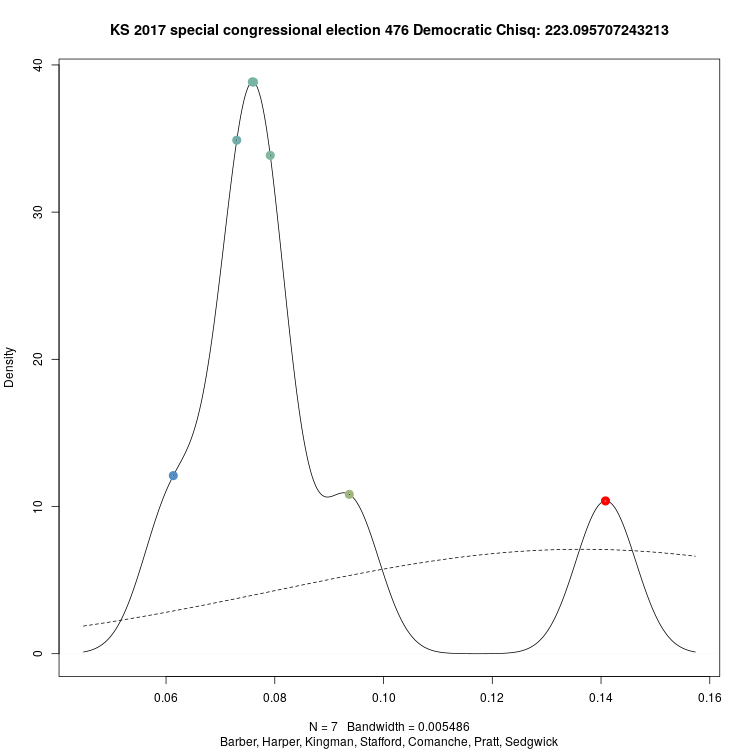 KS 2017 special congressional election 476 Democratic Chisq: 223.095707243213
40
30
20
10
0
Density
0.06 0.08 0.10 0.12 0.14 0.16
N = 7 Bandwidth = 0.005486
Barber, Harper, Kingman, Stafford, Comanche, Pratt, Sedgwick